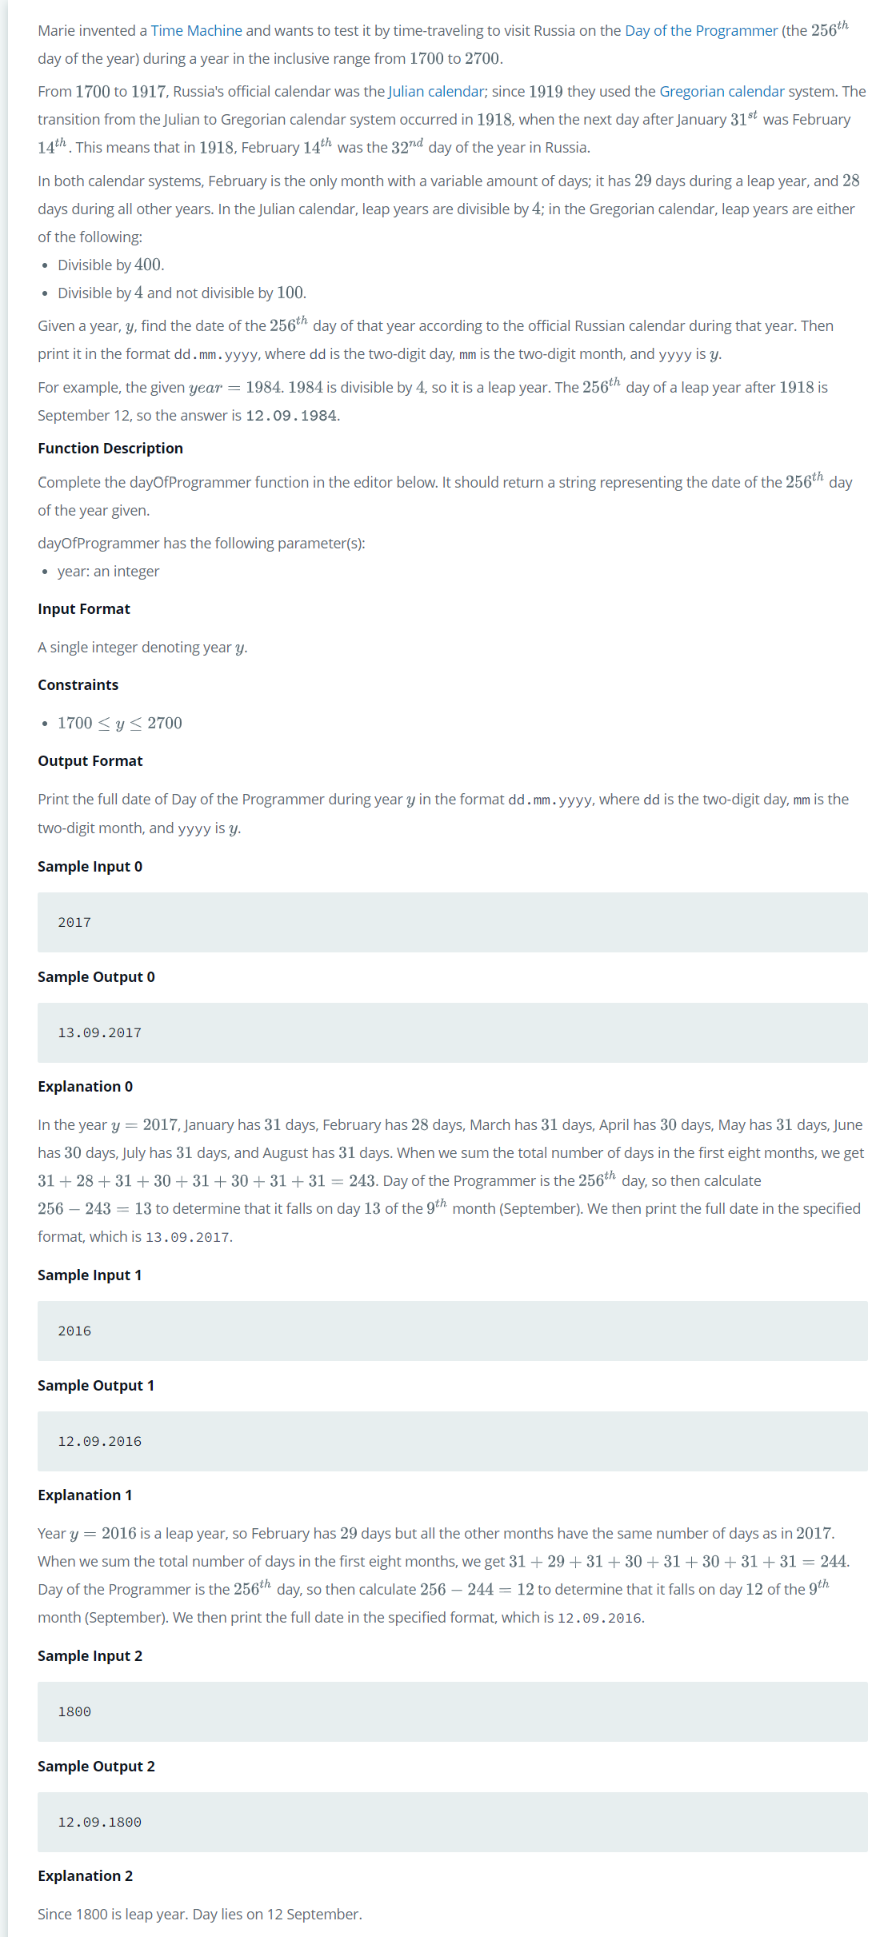 Marie invented a Time Machine and wants to test it by time-traveling to visit Russia on the Day of the Programmer (the 256th
day of the year) during a year in the inclusive range from 1700 to 2700.
From 1700 to 1917, Russia's official calendar was the Julian calendar; since 1919 they used the Gregorian calendar system. The
transition from the Julian to Gregorian calendar system occurred in 1918, when the next day after January 31st was February
14th. This means that in 1918, February 14th was the 32nd day of the year in Russia.
In both calendar systems, February is the only month with a variable amount of days; it has 29 days during a leap year, and 28
days during all other years. In the Julian calendar, leap years are divisible by 4; in the Gregorian calendar, leap years are either
of the following:
• Divisible by 400.
• Divisible by 4 and not divisible by 100.
Given a year, y, find the date of the 256th day of that year according to the official Russian calendar during that year. Then
print it in the format dd.mm.yyyy, where dd is the two-digit day, mm is the two-digit month, and yyyy is y.
For example, the given year = 1984. 1984 is divisible by 4, so it is a leap year. The 256th day of a leap year after 1918 is
September 12, so the answer is 12.09.1984.
Function Description
Complete the dayOfProgrammer function in the editor below. It should return a string representing the date of the 256th day
of the year given.
dayOfProgrammer has the following parameter(s):
• year: an integer
Input Format
A single integer denoting year y.
Constraints
• 1700 ≤ y ≤ 2700
Output Format
Print the full date of Day of the Programmer during year y in the format dd.mm.yyyy, where dd is the two-digit day, mm is the
two-digit month, and yyyy is y.
Sample Input 0
2017
Sample Output 0
13.09.2017
Explanation 0
In the year y = 2017, January has 31 days, February has 28 days, March has 31 days, April has 30 days, May has 31 days, June
has 30 days, July has 31 days, and August has 31 days. When we sum the total number of days in the first eight months, we get
31 + 28 + 31 + 30 + 31 + 30 + 31 + 31 = 243. Day of the Programmer is the 256th day, so then calculate
256 − 243 = 13 to determine that it falls on day 13 of the 9th month (September). We then print the full date in the specified
format, which is 13.09.2017.
Sample Input 1
2016
Sample Output 1
12.09.2016
Explanation 1
Year y = 2016 is a leap year, so February has 29 days but all the other months have the same number of days as in 2017.
When we sum the total number of days in the first eight months, we get 31 + 29 + 31 + 30 + 31 + 30 + 31 + 31 = 244.
Day of the Programmer is the 256th day, so then calculate 256 − 244 = 12 to determine that it falls on day 12 of the 9th
month (September). We then print the full date in the specified format, which is 12.09.2016.
Sample Input 2
1800
Sample Output 2
12.09.1800
Explanation 2
Since 1800 is leap year. Day lies on 12 September.